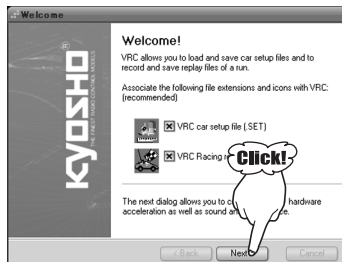 Welcome
KYOSHO
®
THE FINEST RADIO CONTROL MODELS
Welcome!
VRC allows you to load and save car setup files and to
record and save replay files of a run.
Associate the following file extensions and icons with VRC:
(recommended)
VRC car setup file (.SET)
VRC Racing
Click!
The next dialog allows you to hardware
acceleration as well as sound
< Back
Next
Cancel